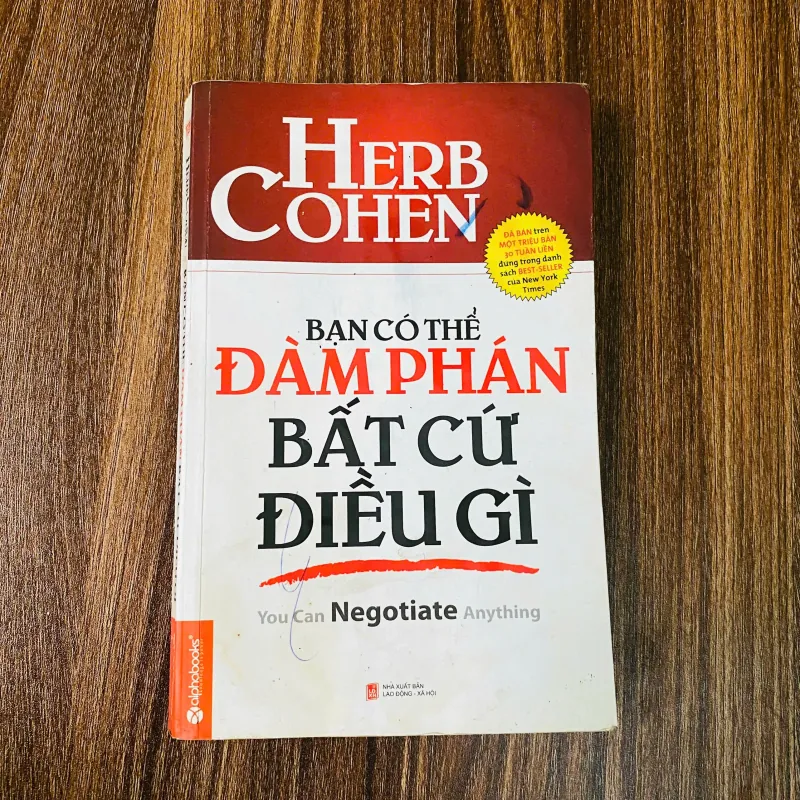 HERB
COHEN
ĐÃ BÁN trên
MỘT TRIỆU BẢN
30 TUẦN LIÊN
đứng trong danh
sách BEST-SELLER
của New York
Times
BẠN CÓ THỂ
ĐÀM PHÁN
BẤT CỨ
ĐIỀU GÌ
You Can Negotiate Anything
NHÀ XUẤT BẢN
LAO ĐỘNG - XÃ HỘI
alphabooks®